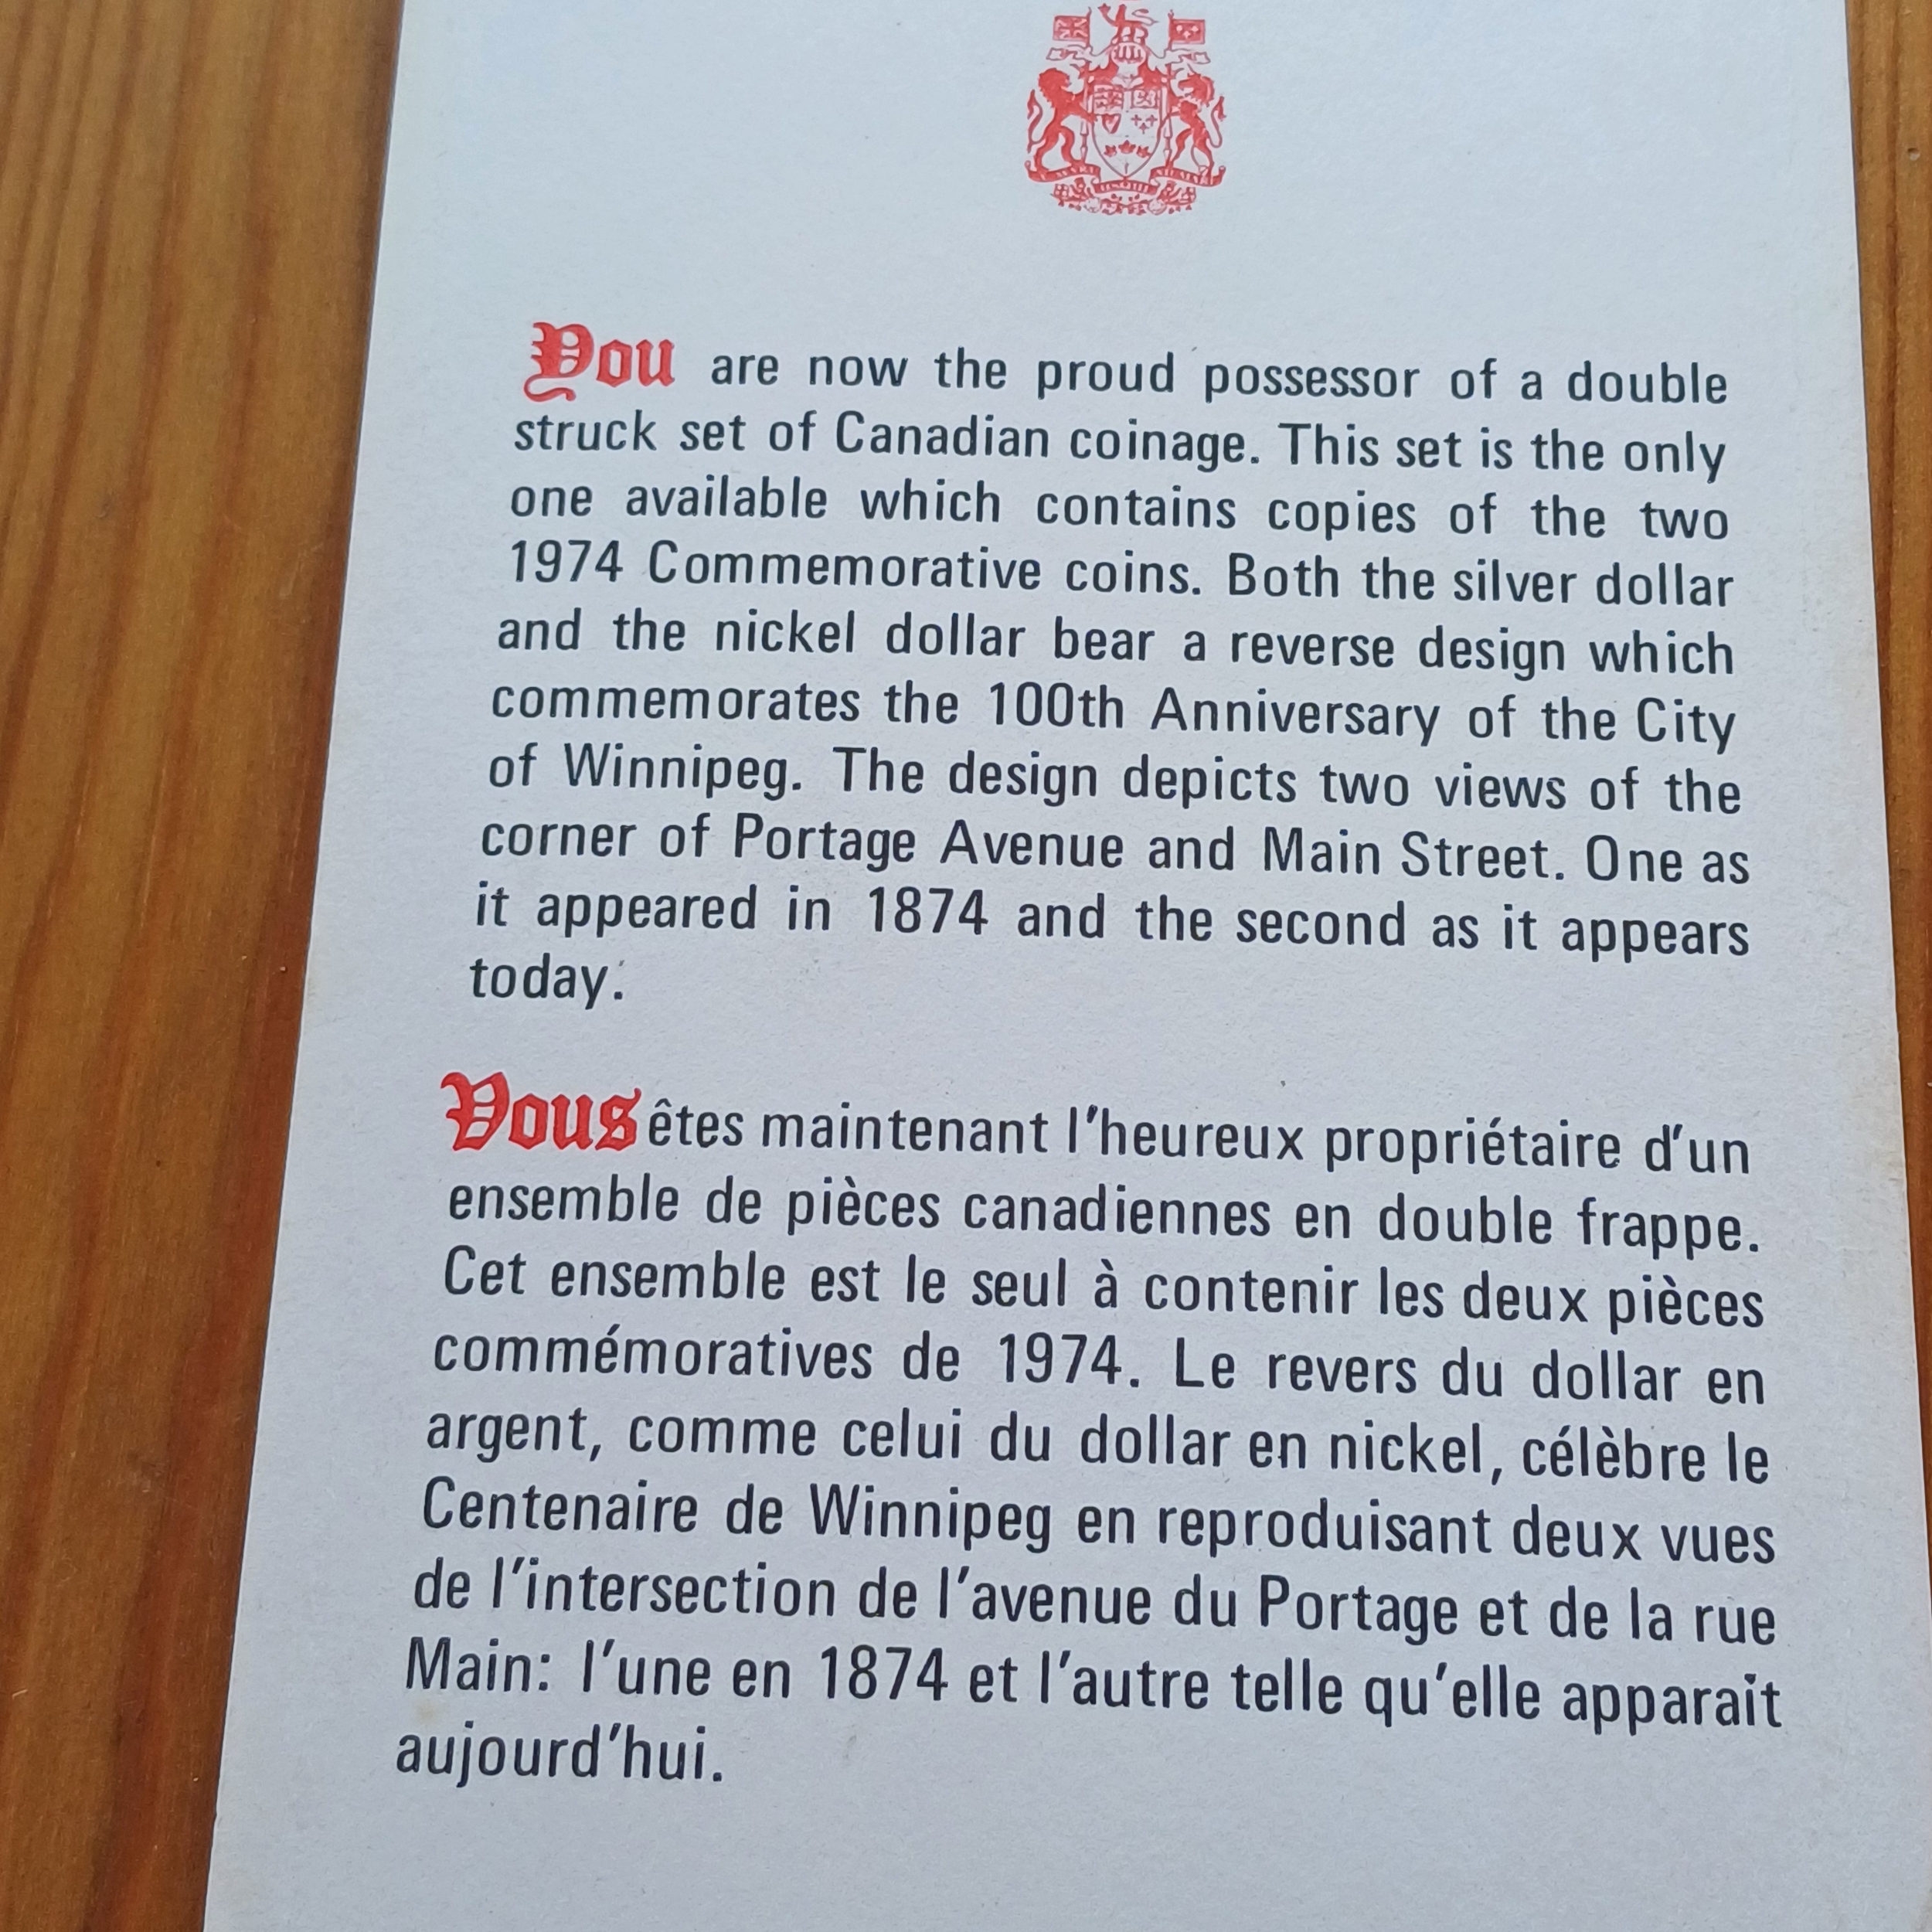 You are now the proud possessor of a double
struck set of Canadian coinage. This set is the only
one available which contains copies of the two
1974 Commemorative coins. Both the silver dollar
and the nickel dollar bear a reverse design which
commemorates the 100th Anniversary of the City
of Winnipeg. The design depicts two views of the
corner of Portage Avenue and Main Street. One as
it appeared in 1874 and the second as it appears
today.
Vous êtes maintenant l'heureux propriétaire d'un
ensemble de pièces canadiennes en double frappe.
Cet ensemble est le seul à contenir les deux pièces
commémoratives de 1974. Le revers du dollar en
argent, comme celui du dollar en nickel, célèbre le
Centenaire de Winnipeg en reproduisant deux vues
de l'intersection de l'avenue du Portage et de la rue
Main: l'une en 1874 et l'autre telle qu'elle apparaît
aujourd'hui.